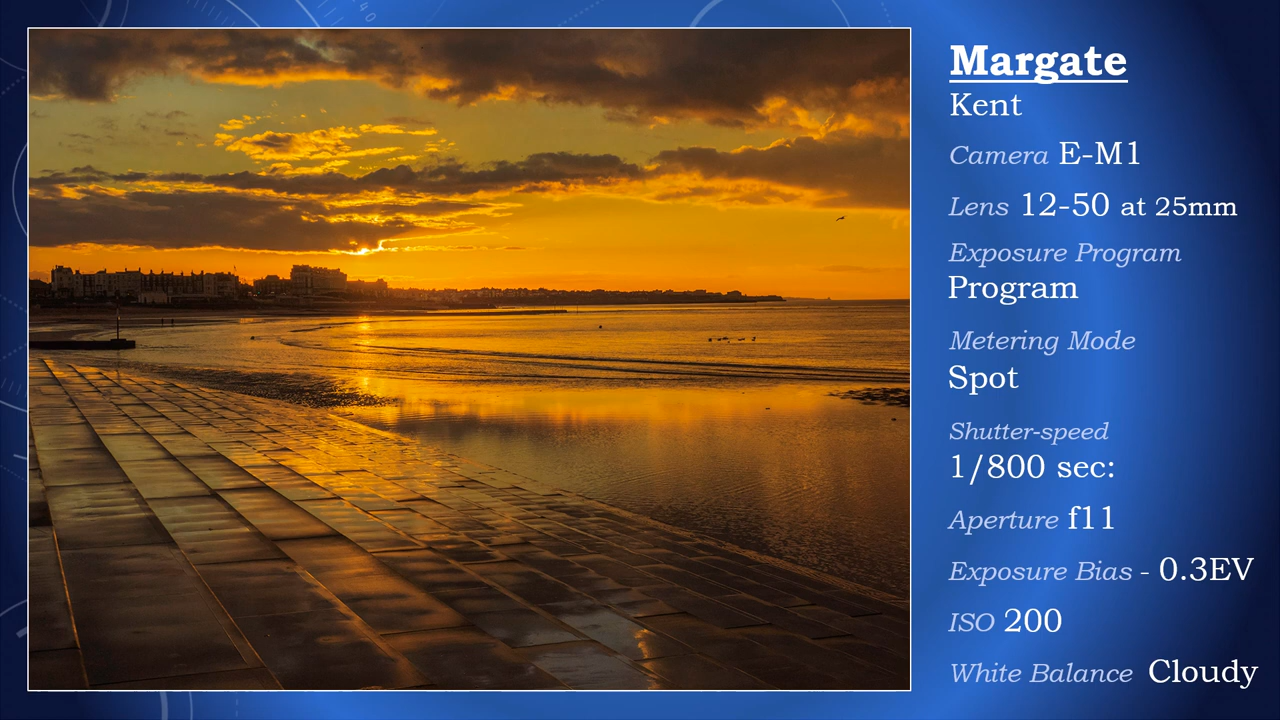 Margate
Kent
Camera E-M1
Lens 12-50 at 25mm
Exposure Program
Program
Metering Mode
Spot
Shutter-speed
1/800 sec:
Aperture f11
Exposure Bias - 0.3EV
ISO 200
White Balance Cloudy
40